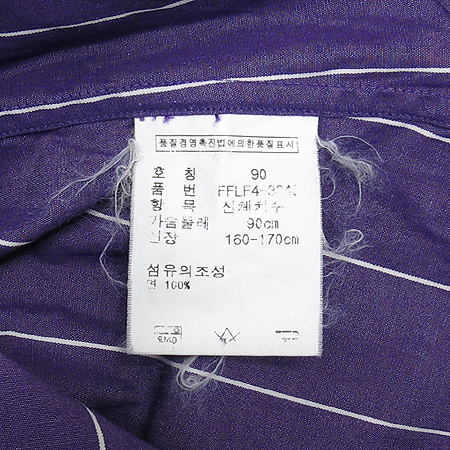 품질경영촉진법에의한품질표시
호 칭 90
품 번
항 목 신체치수
가슴둘레 90cm
신장 160-170cm
섬유의조성
면 100%